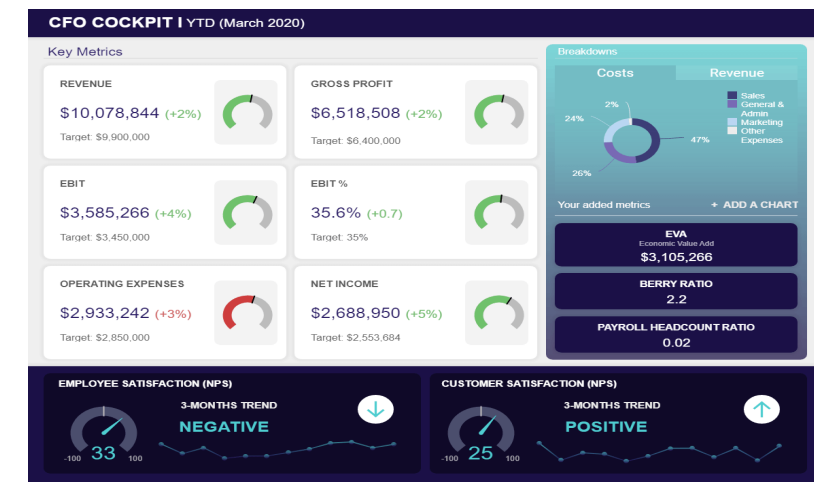 CFO COCKPIT I YTD (March 2020)
Key Metrics
REVENUE
$10,078,844 (+2%)
Target: $9,900,000
GROSS PROFIT
$6,518,508 (+2%)
Target: $6,400,000
EBIT
$3,585,266 (+4%)
Target: $3,450,000
EBIT %
35.6% (+0.7)
Target: 35%
OPERATING EXPENSES
$2,933,242 (+3%)
Target: $2,850,000
NET INCOME
$2,688,950 (+5%)
Target: $2,553,684
Breakdowns
Costs
Revenue
2%
24%
26%
47%
Sales
General &
Admin
Marketing
Other
Expenses
Your added metrics
+ ADD A CHART
EVA
Economic Value Add
$3,105,266
BERRY RATIO
2.2
PAYROLL HEADCOUNT RATIO
0.02
EMPLOYEE SATISFACTION (NPS)
3-MONTHS TREND
NEGATIVE
-100 33 100
CUSTOMER SATISFACTION (NPS)
3-MONTHS TREND
POSITIVE
-100 25 100